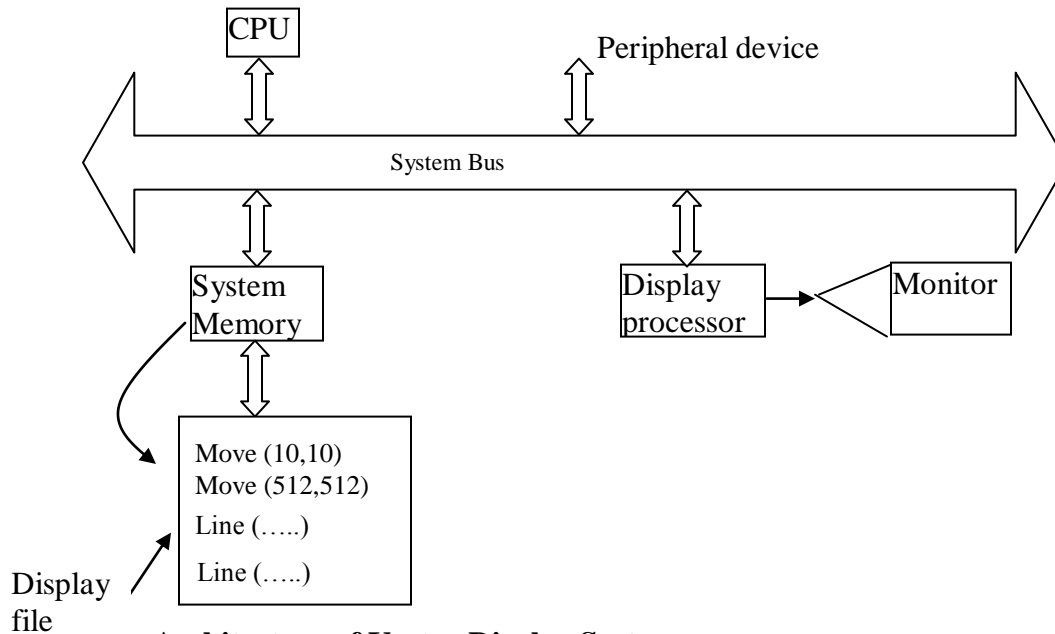 CPU
Peripheral device
System Bus
System
Memory
Display
processor
Monitor
Move (10,10)
Move (512,512)
Line (…..)
Line (…..)
Display
file